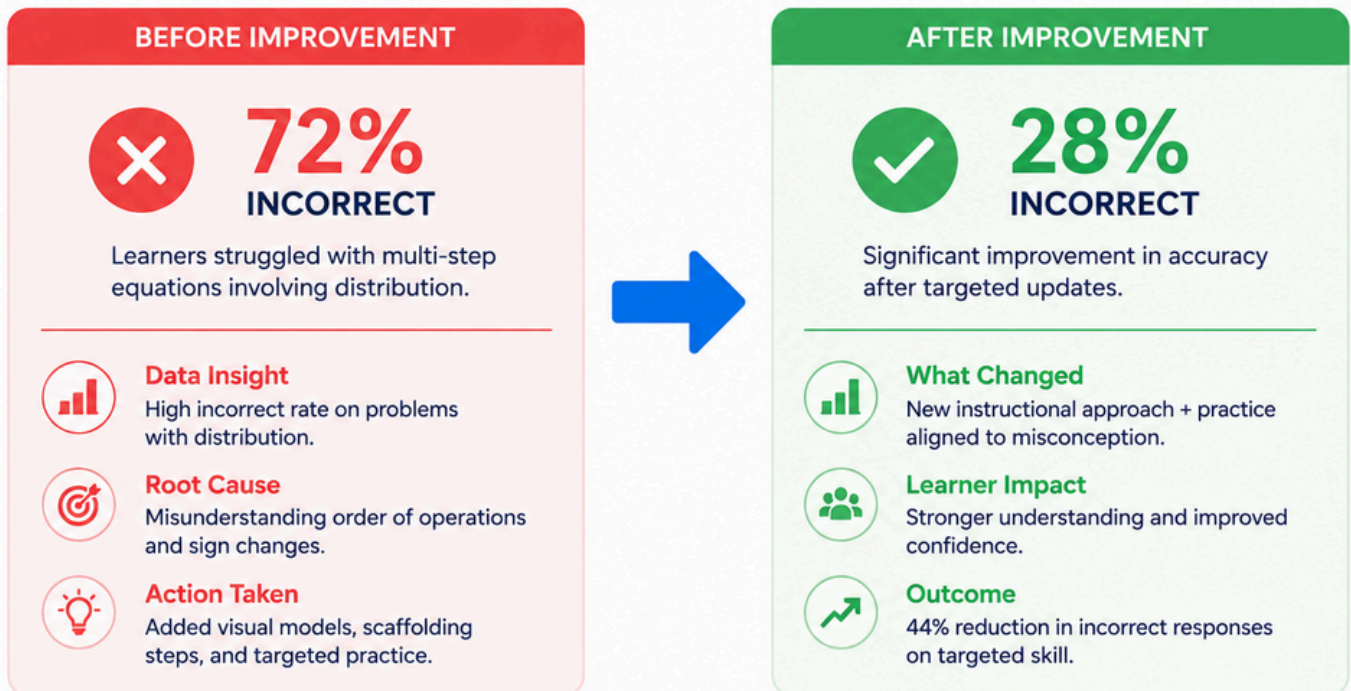 BEFORE IMPROVEMENT
72%
INCORRECT
Learners struggled with multi-step
equations involving distribution.
Data Insight
High incorrect rate on problems
with distribution.
Root Cause
Misunderstanding order of operations
and sign changes.
Action Taken
Added visual models, scaffolding
steps, and targeted practice.
AFTER IMPROVEMENT
28%
INCORRECT
Significant improvement in accuracy
after targeted updates.
What Changed
New instructional approach + practice
aligned to misconception.
Learner Impact
Stronger understanding and improved
confidence.
Outcome
44% reduction in incorrect responses
on targeted skill.